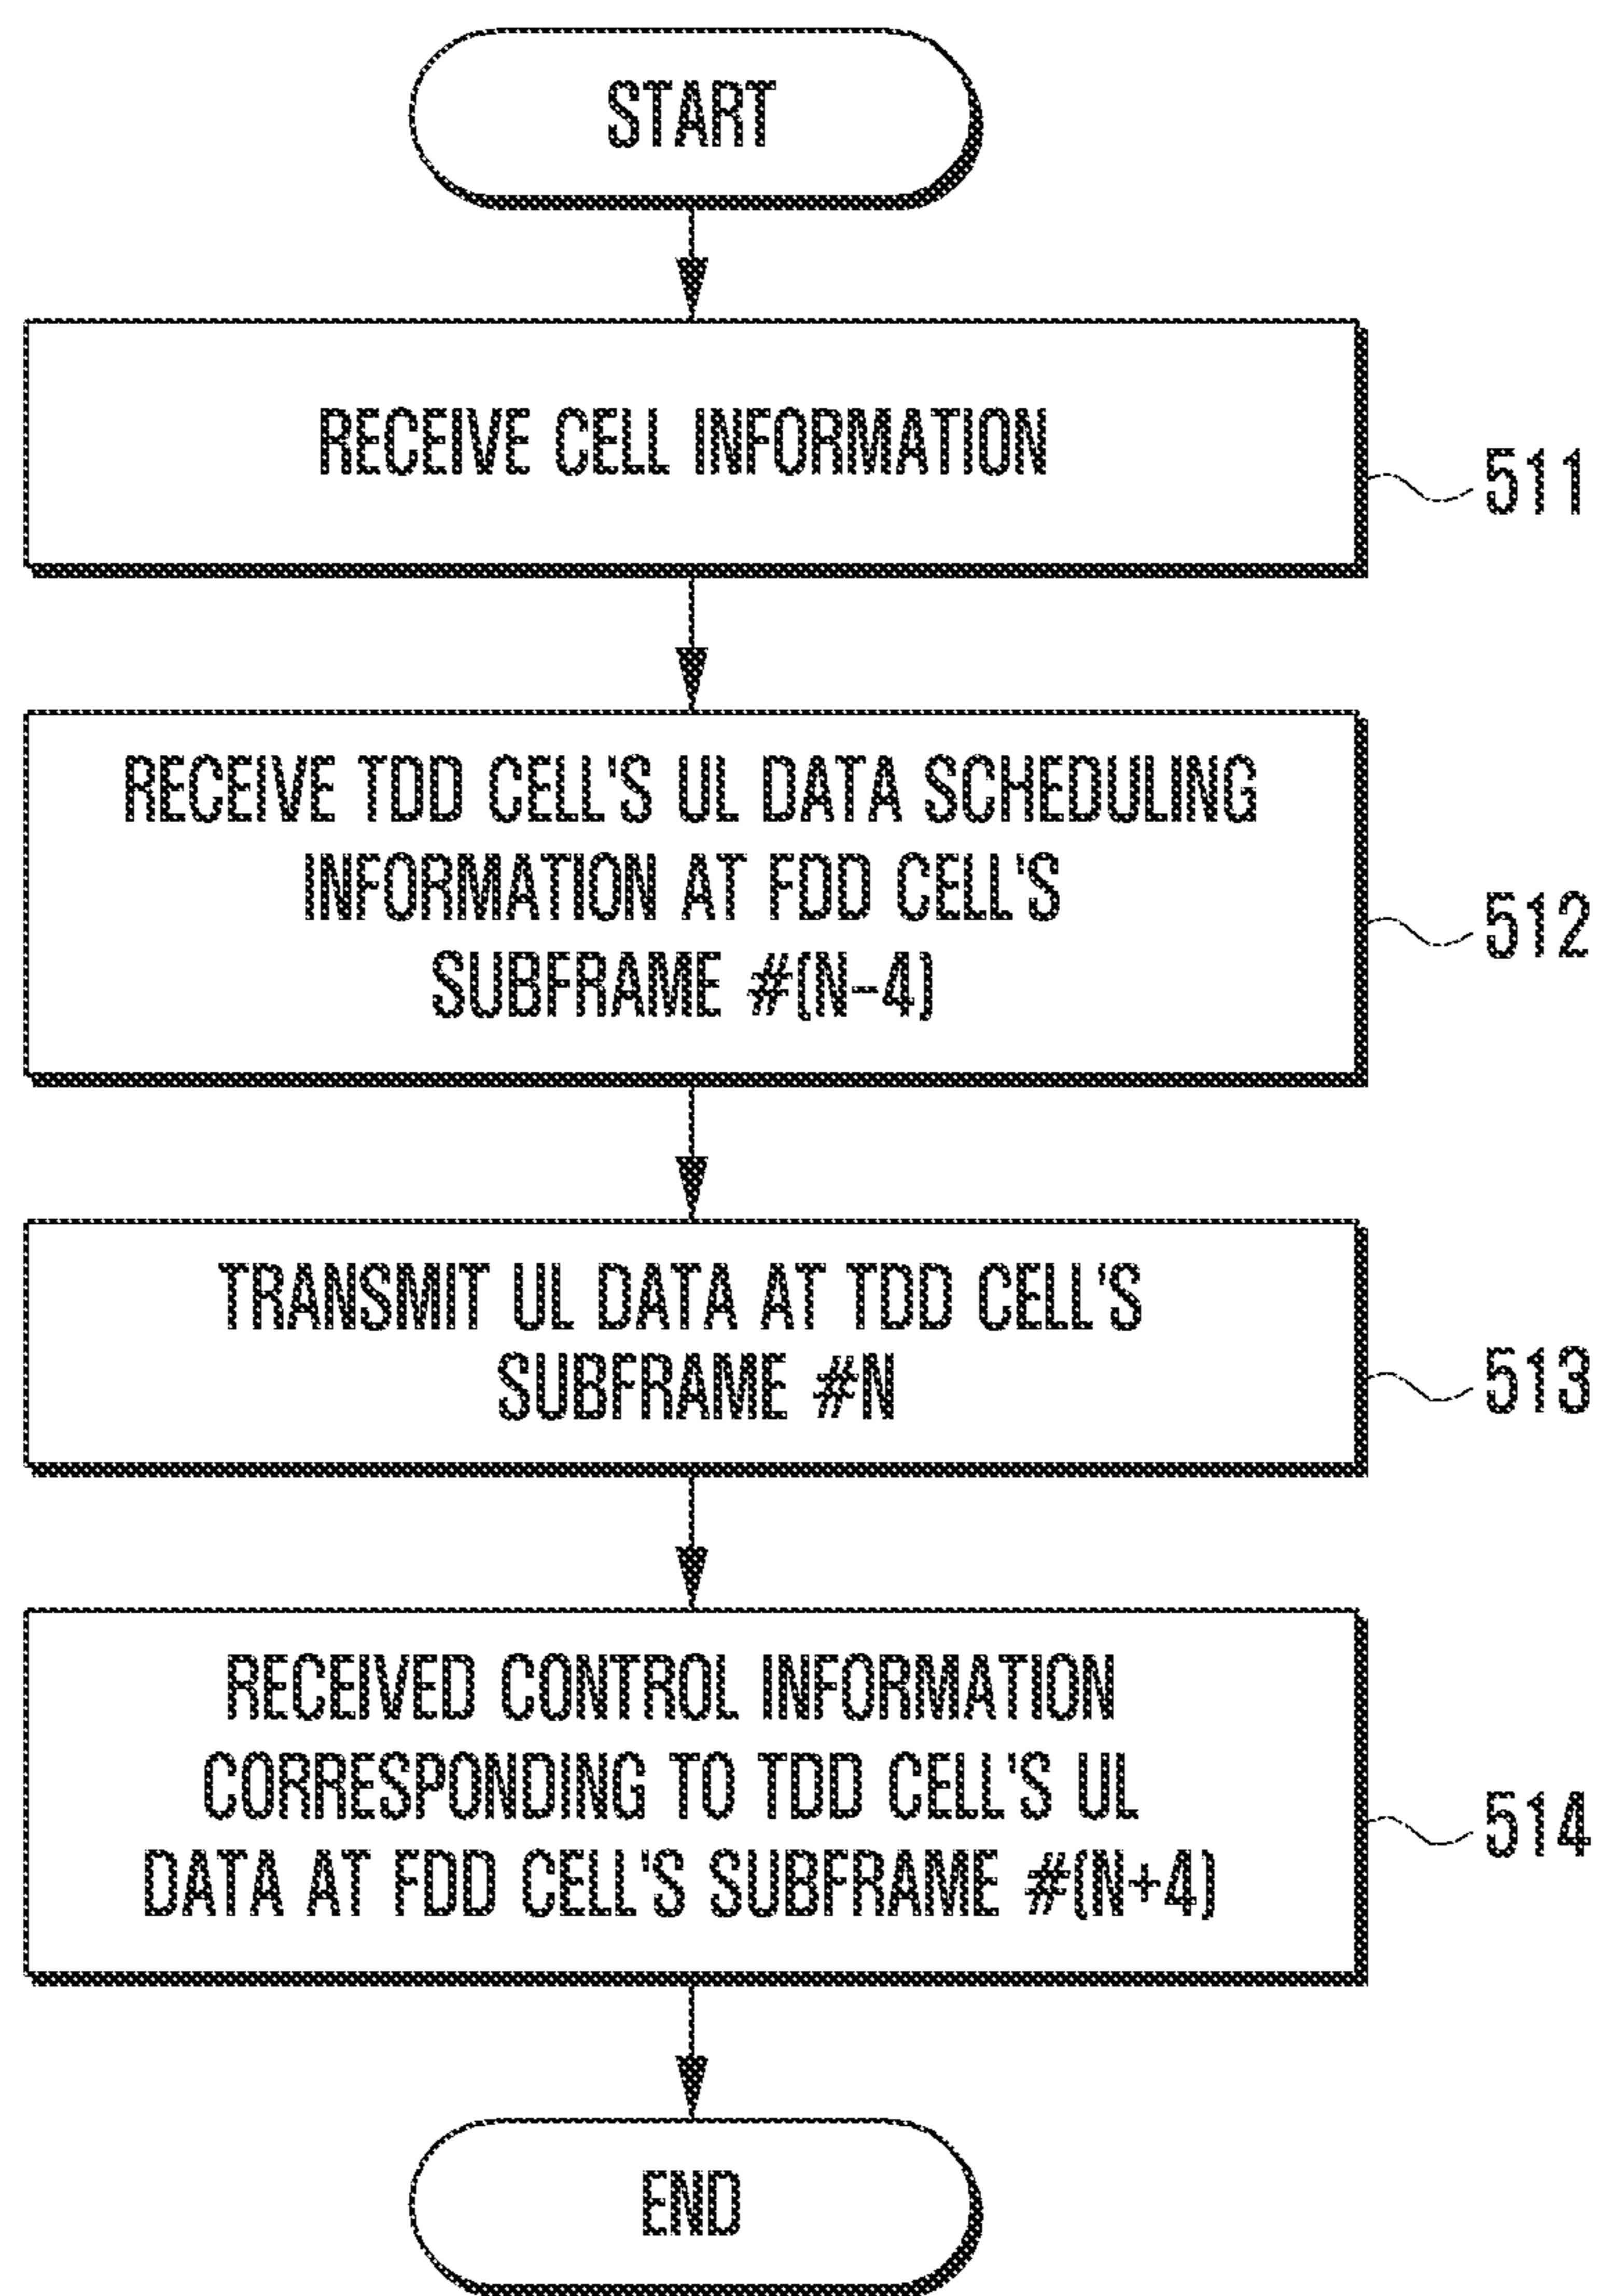 START
RECEIVE CELL INFORMATION
511
RECEIVE TDD CELL'S UL DATA SCHEDULING
INFORMATION AT FDD CELL'S
SUBFRAME #(N-4)
512
TRANSMIT UL DATA AT TDD CELL'S
SUBFRAME #N
513
RECEIVED CONTROL INFORMATION
CORRESPONDING TO TDD CELL'S UL
DATA AT FDD CELL'S SUBFRAME #(N+4)
514
END